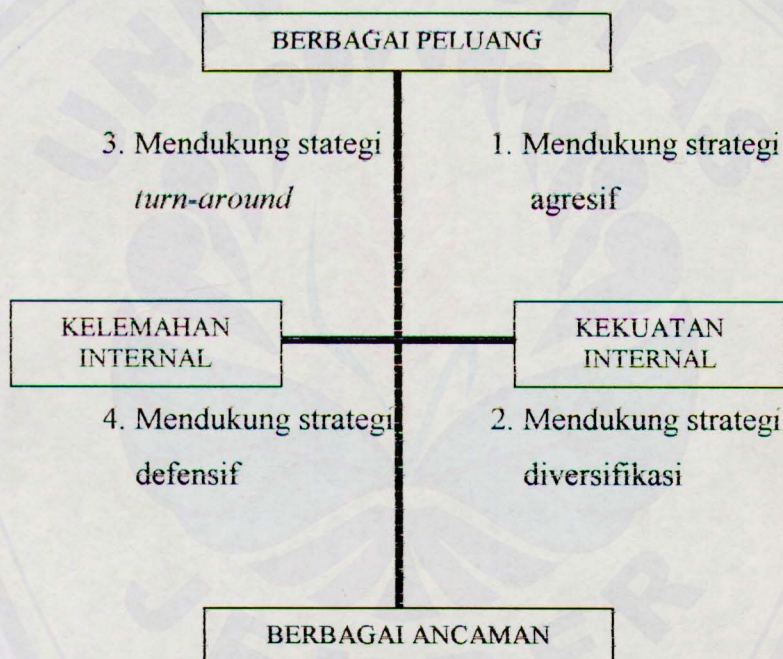 BERBAGAI PELUANG
3. Mendukung stategi
turn-around
1. Mendukung strategi
agresif
KELEMAHAN
INTERNAL
KEKUATAN
INTERNAL
4. Mendukung strategi
defensif
2. Mendukung strategi
diversifikasi
BERBAGAI ANCAMAN